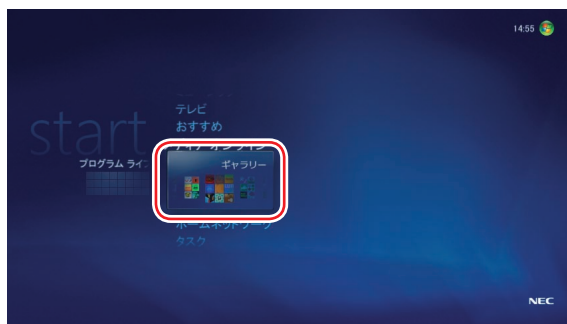 14:55
start
テレビ
おすすめ
ギャラリー
プログラム ライ
ホームネットワーク
タスク
NEC